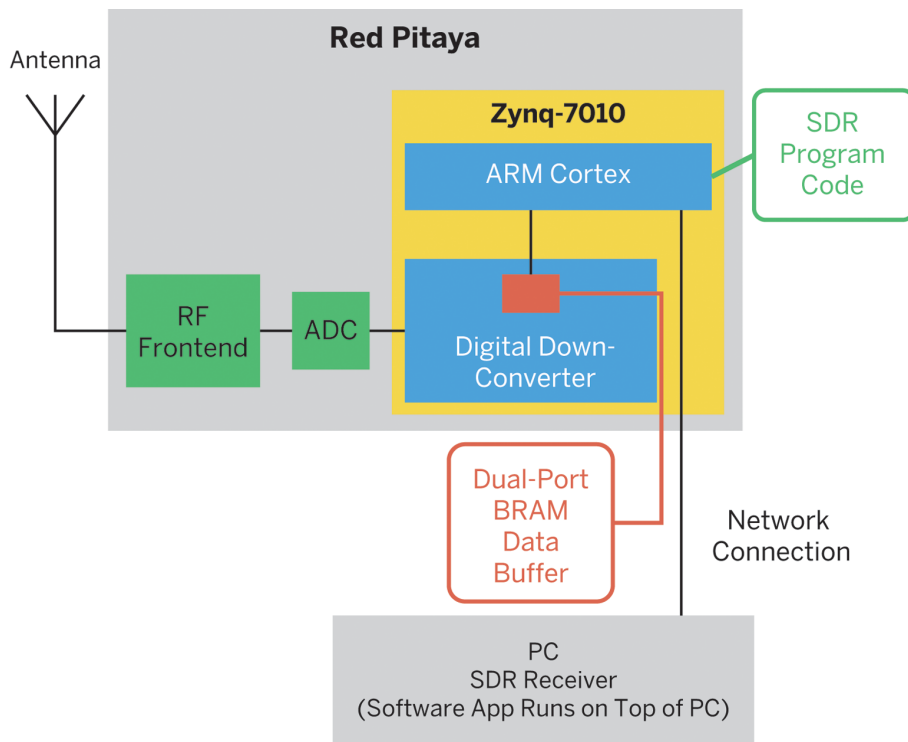 Red Pitaya
Antenna
Zynq-7010
ARM Cortex
SDR
Program
Code
RF
Frontend
ADC
Digital Down-
Converter
Dual-Port
BRAM
Data
Buffer
Network
Connection
PC
SDR Receiver
(Software App Runs on Top of PC)